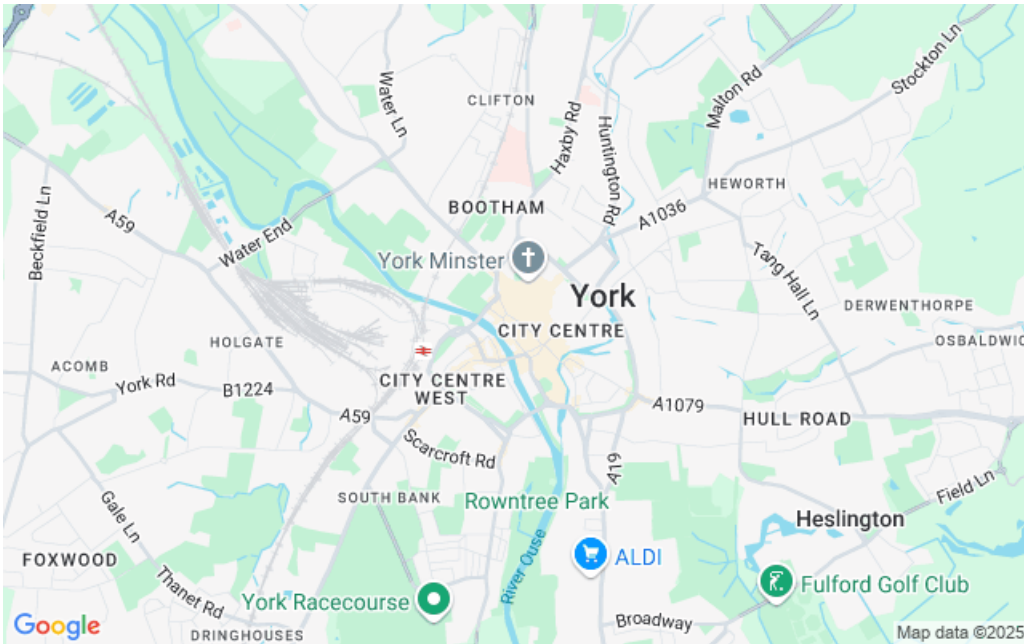 Stockton Ln
Malton Rd
Water Ln
CLIFTON
Haxby Rd
Huntington Rd
HEWORTH
BOOTHAM
A1036
A59
Beckfield Ln
Water End
York Minster
York
Tang Hall Ln
DERWENTHORPE
CITY CENTRE
OSBALDWIC
HOLGATE
ACOMB
York Rd
B1224
CITY CENTRE
WEST
A59
A1079
HULL ROAD
Scarcroft Rd
A19
SOUTH BANK
Rowntree Park
Field Ln
Gale Ln
Heslington
FOXWOOD
River Ouse
ALDI
Thanet Rd
York Racecourse
Fulford Golf Club
Google
DRINGHOUSES
Broadway
Map data ©2025